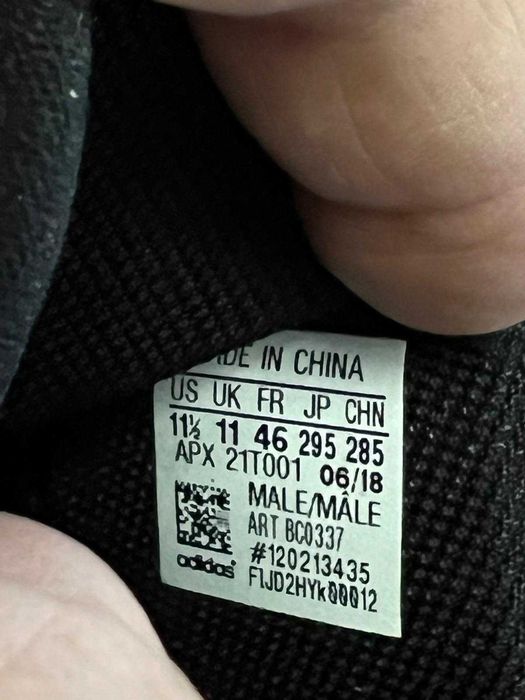 DE IN CHINA
US UK FR JP CHN
11½ 11 46 295 285
APX 21T001 06/18
MALE/MÂLE
ART BC0337
#120213435
adidas F1JD2HYk00012